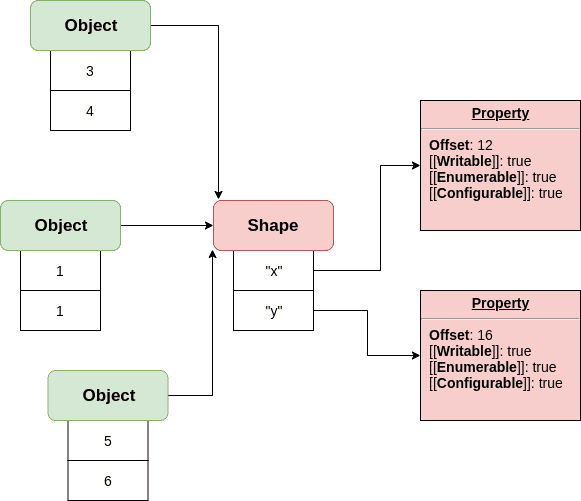 Object
3
4
Object
1
1
Object
5
6
Shape
"x"
"y"
Property
Offset: 12
[[Writable]]: true
[[Enumerable]]: true
[[Configurable]]: true
Property
Offset: 16
[[Writable]]: true
[[Enumerable]]: true
[[Configurable]]: true